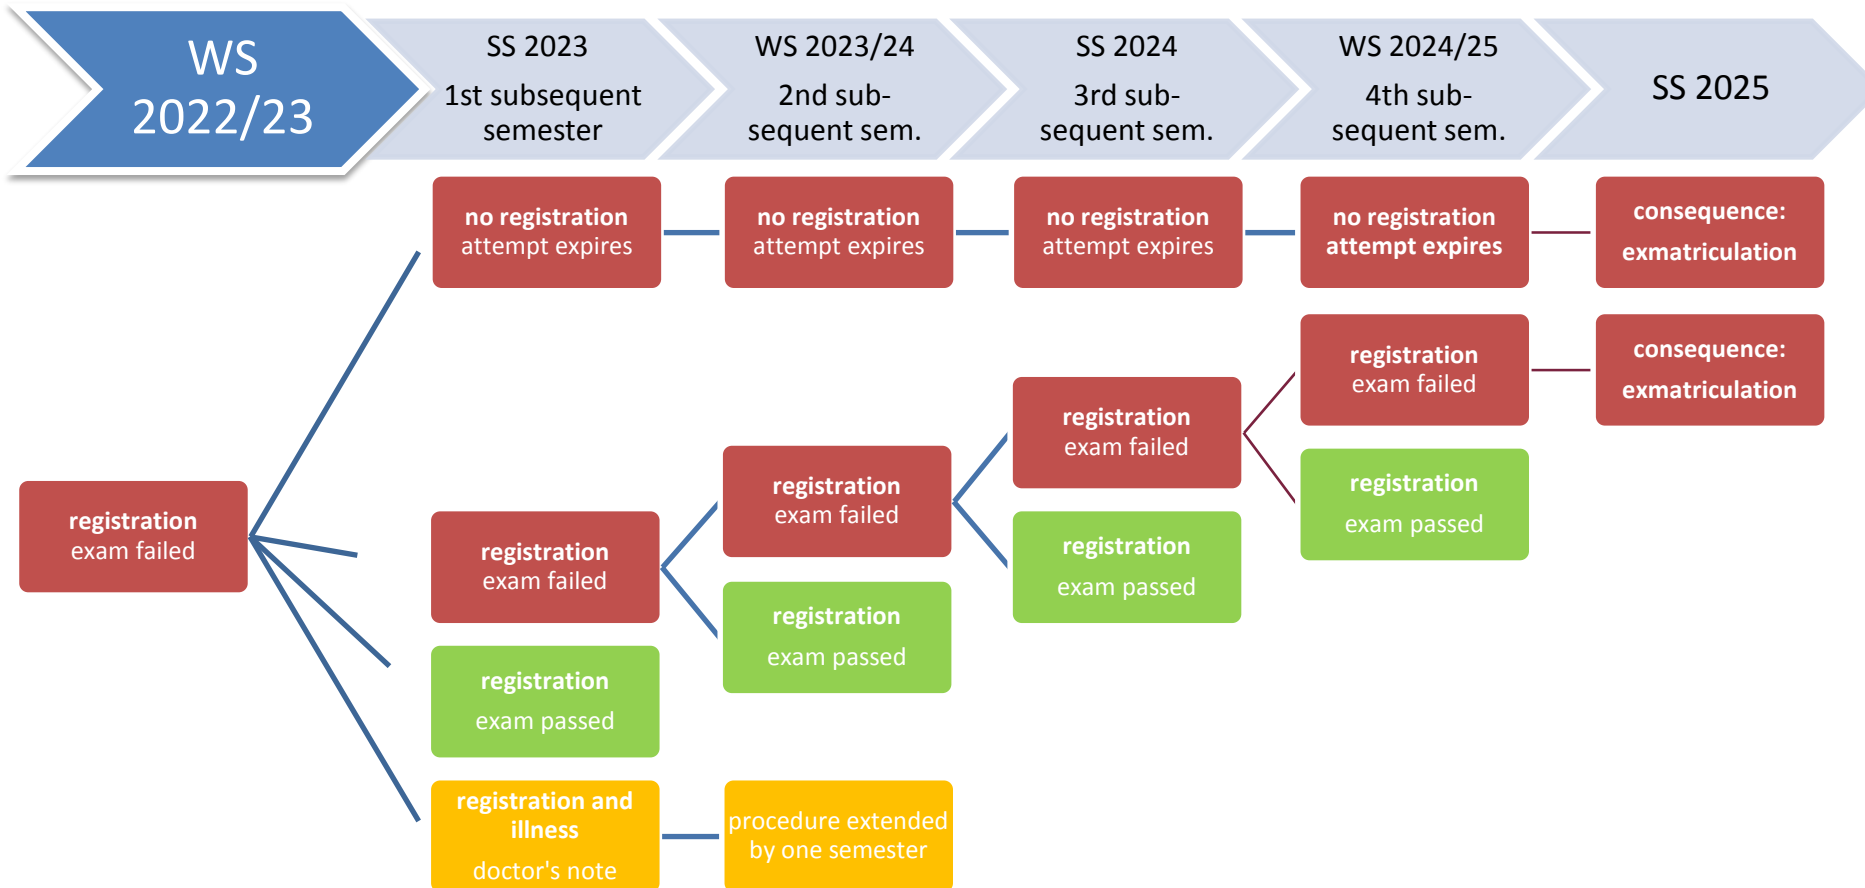 WS
2022/23
SS 2023
1st subsequent
semester
WS 2023/24
2nd sub-
sequent sem.
SS 2024
3rd sub-
sequent sem.
WS 2024/25
4th sub-
sequent sem.
SS 2025
no registration
attempt expires
no registration
attempt expires
no registration
attempt expires
no registration
attempt expires
consequence:
exmatriculation
registration
exam failed
consequence:
exmatriculation
registration
exam failed
registration
exam failed
registration
exam passed
registration
exam failed
registration
exam failed
registration
exam passed
registration
exam passed
registration
exam passed
registration and
illness
doctor's note
procedure extended
by one semester